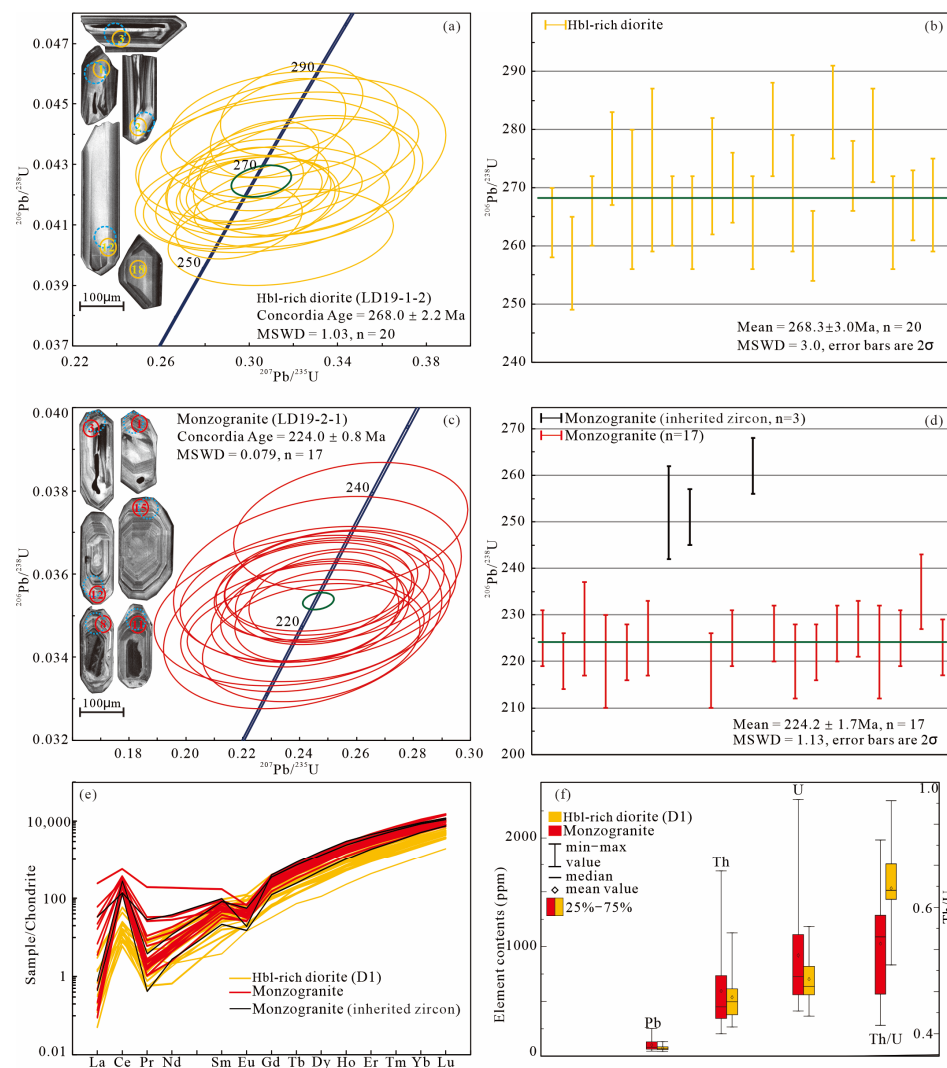 (a)
0.047
0.045
0.043
0.041
0.039
0.037
206Pb/238U
290
270
250
3
18
100μm
Hbl-rich diorite (LD19-1-2)
Concordia Age = 268.0 ± 2.2 Ma
MSWD = 1.03, n = 20
0.22 0.26 0.30 0.34 0.38
207Pb/235U
(b)
Hbl-rich diorite
290
280
270
260
250
240
206Pb/238U
Mean = 268.3±3.0Ma, n = 20
MSWD = 3.0, error bars are 2σ
(c)
Monzogranite (LD19-2-1)
Concordia Age = 224.0 ± 0.8 Ma
MSWD = 0.079, n = 17
0.040
0.038
0.036
0.034
0.032
206Pb/238U
240
220
3
15
100μm
0.18 0.20 0.22 0.24 0.26 0.28 0.30
207Pb/235U
(d)
Monzogranite (inherited zircon, n=3)
Monzogranite (n=17)
270
260
250
240
230
220
210
200
206Pb/238U
Mean = 224.2 ± 1.7Ma, n = 17
MSWD = 1.13, error bars are 2σ
(e)
10,000
100
1
0.01
Sample/Chondrite
Hbl-rich diorite (D1)
Monzogranite
Monzogranite (inherited zircon)
La Ce Pr Nd Sm Eu Gd Tb Dy Ho Er Tm Yb Lu
(f)
Hbl-rich diorite (D1)
Monzogranite
min-max
value
median
mean value
25%-75%
2000
1000
0
Element contents (ppm)
Pb
Th
U
Th/U
1.0
0.6
0.4
Th/U